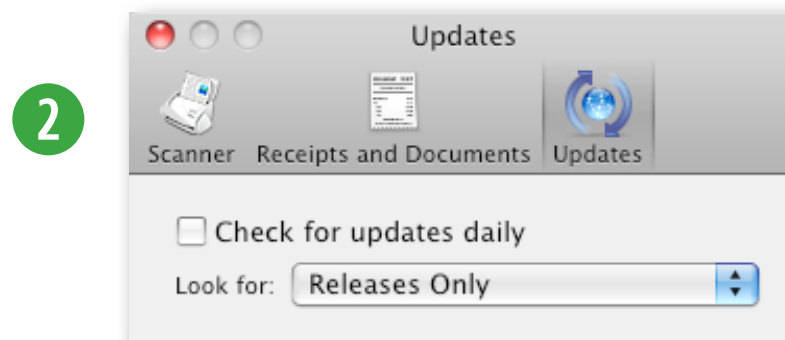 2
Updates
Scanner Receipts and Documents Updates
Check for updates daily
Look for: Releases Only